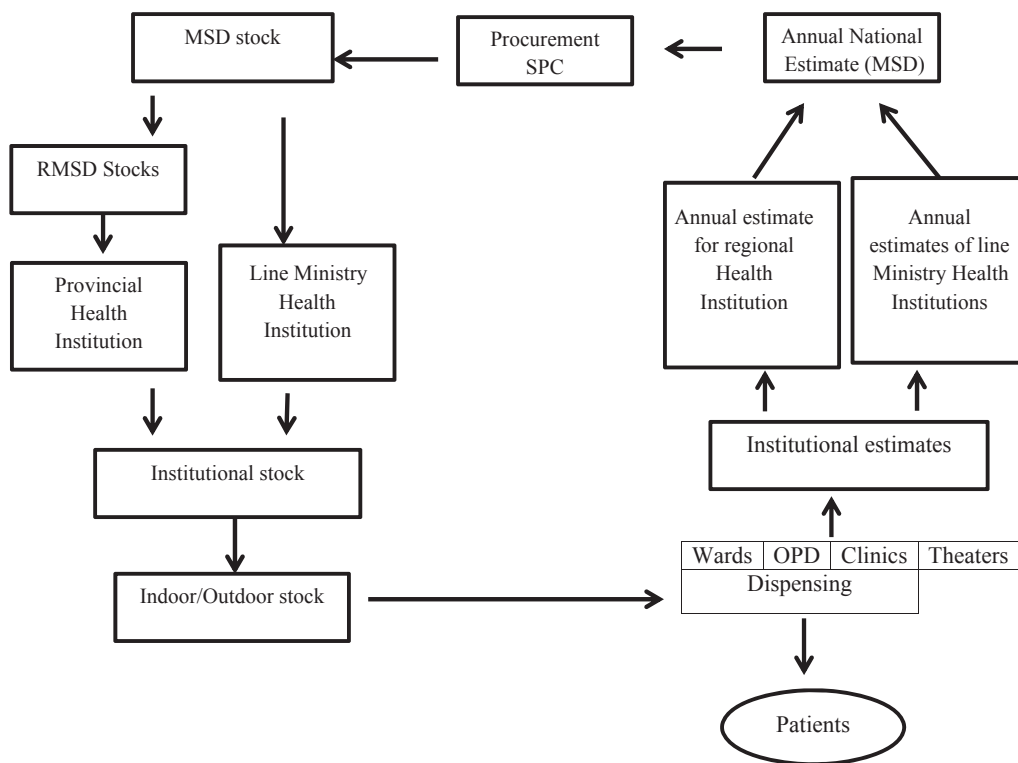 MSD stock
Procurement
SPC
Annual National
Estimate (MSD)
RMSD Stocks
Provincial
Health
Institution
Line Ministry
Health
Institution
Annual estimate
for regional
Health
Institution
Annual
estimates of line
Ministry Health
Institutions
Institutional stock
Institutional estimates
Indoor/Outdoor stock
Wards OPD Clinics Theaters
Dispensing
Patients